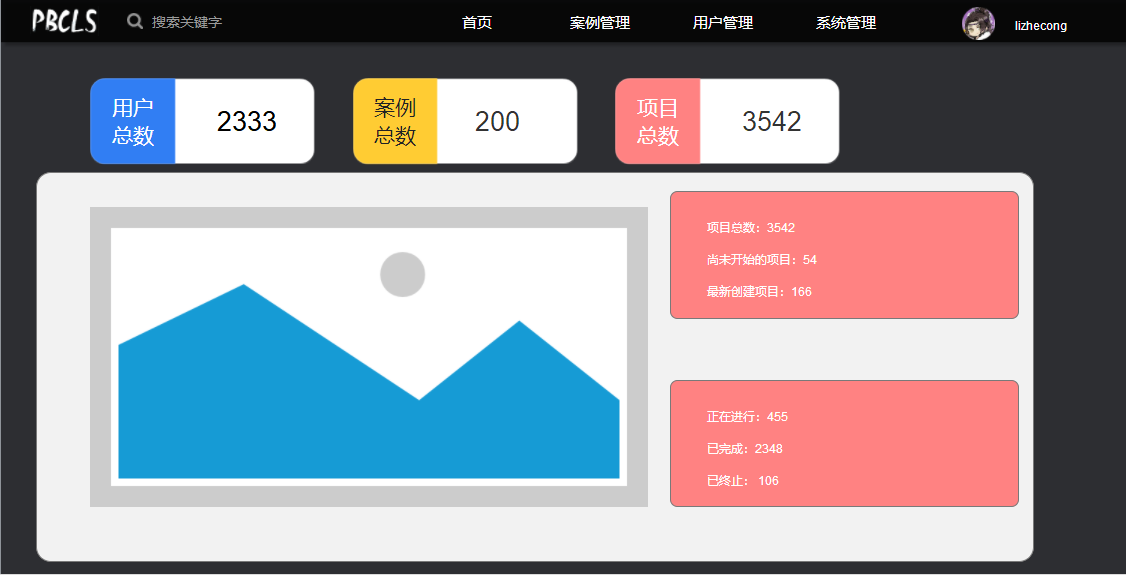 PBCLS 搜索关键字 首页 案例管理 用户管理 系统管理 lizhecong
用户
总数
2333
案例
总数
200
项目
总数
3542
项目总数：3542
尚未开始的项目：54
最新创建项目：166
正在进行：455
已完成：2348
已终止： 106